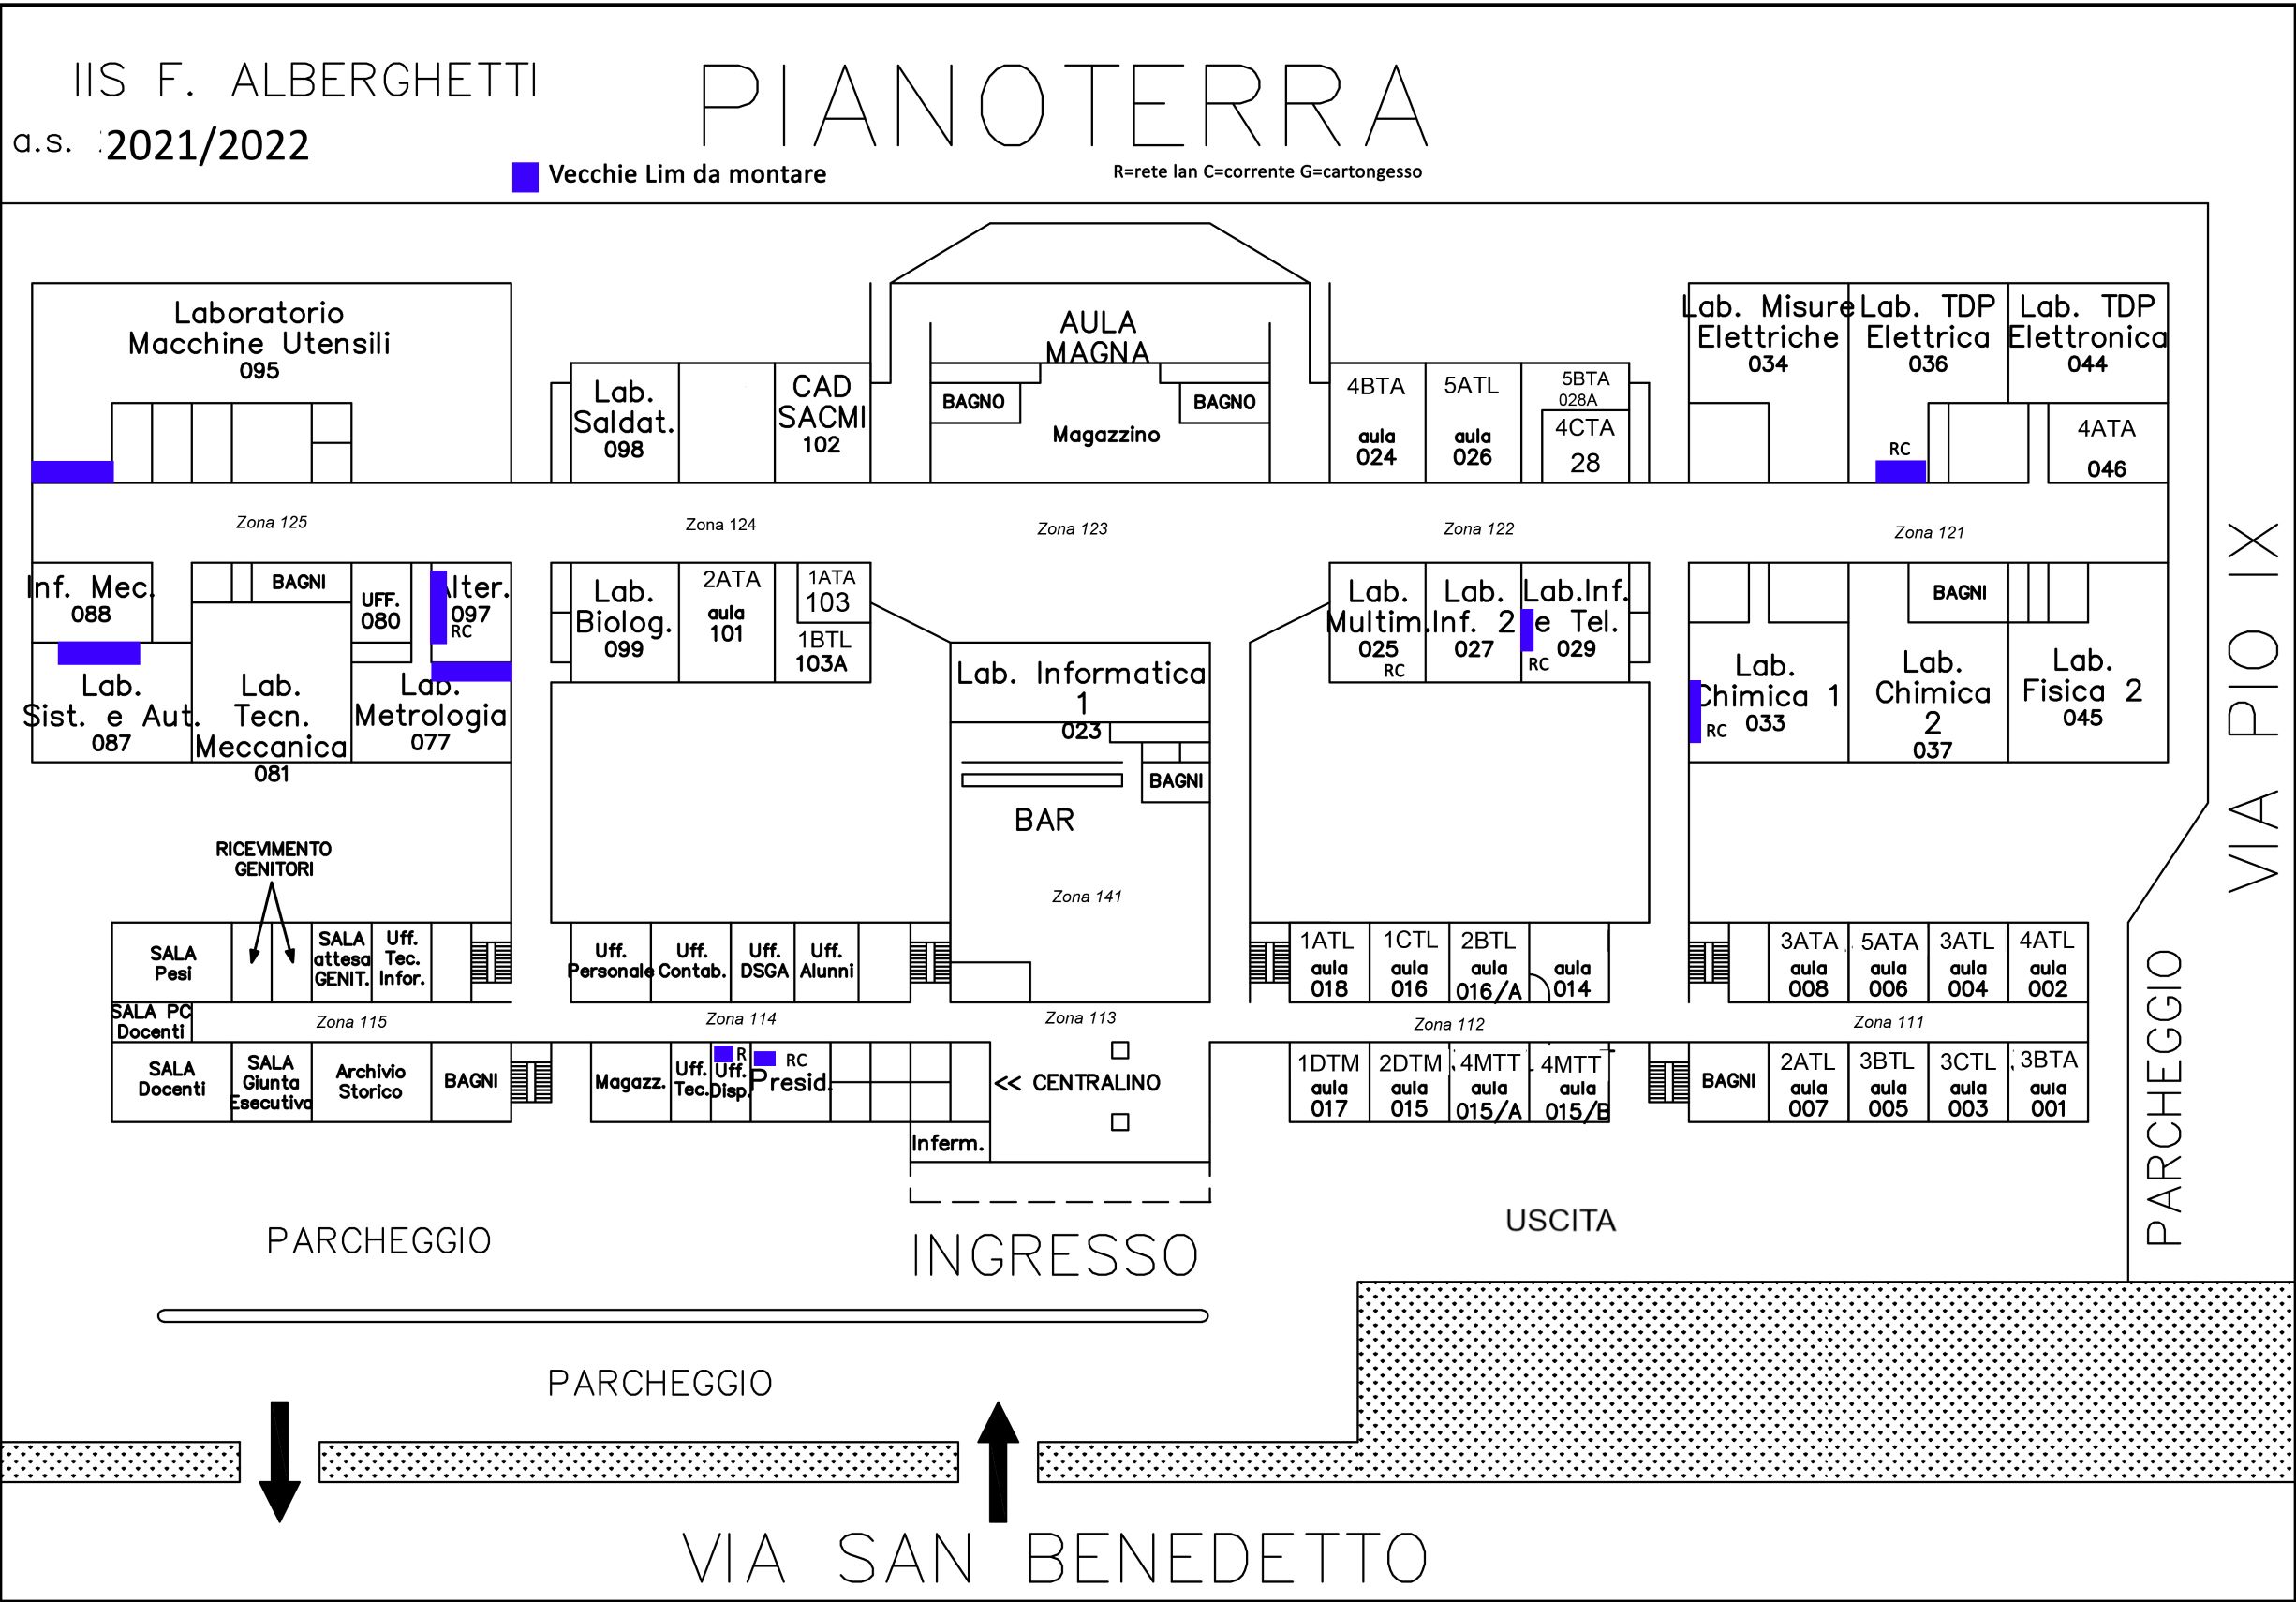 IIS F. ALBERGHETTI
PIANOTERRA
a.s. 2021/2022
Vecchie Lim da montare
R=rete lan C=corrente G=cartongesso
Laboratorio
Macchine Utensili
095
Lab.
Saldat.
098
CAD
SACMI
102
AULA
MAGNA
BAGNO
BAGNO
Magazzino
4BTA
aula
024
5ATL
aula
026
5BTA
028A
4CTA
28
Lab. Misure
Elettriche
034
Lab. TDP
Elettrica
036
RC
Lab. TDP
Elettronica
044
4ATA
046
Zona 125
Zona 124
Zona 123
Zona 122
Zona 121
VIA PIO IX
Inf. Mec.
088
BAGNI
UFF.
080
Alter.
097
RC
Lab.
Sist. e Aut.
087
Lab.
Tecn.
Meccanica
081
Lab.
Metrologia
077
Lab.
Biolog.
099
2ATA
aula
101
1ATA
103
1BTL
103A
Lab. Informatica
1
023
BAGNI
BAR
Zona 141
Lab.
Multim.
025
RC
Lab.
Inf. 2
027
Lab.Inf.
e Tel.
029
RC
Lab.
Chimica 1
033
RC
BAGNI
Lab.
Chimica
2
037
Lab.
Fisica 2
045
RICEVIMENTO
GENITORI
SALA
Pesi
SALA
attesa
GENIT.
Uff.
Tec.
Infor.
Uff.
Personale
Uff.
Contab.
Uff.
DSGA
Uff.
Alunni
1ATL
aula
018
1CTL
aula
016
2BTL
aula
016/A
aula
014
3ATA
aula
008
5ATA
aula
006
3ATL
aula
004
4ATL
aula
002
SALA PC
Docenti
Zona 115
Zona 114
Zona 113
Zona 112
Zona 111
SALA
Docenti
SALA
Giunta
Esecutiva
Archivio
Storico
BAGNI
Magazz.
Uff.
Tec.
R
Uff.
Disp.
RC
Presid.
<< CENTRALINO
Inferm.
1DTM
aula
017
2DTM
aula
015
4MTT
aula
015/A
4MTT
aula
015/B
BAGNI
2ATL
aula
007
3BTL
aula
005
3CTL
aula
003
3BTA
aula
001
PARCHEGGIO
PARCHEGGIO
INGRESSO
USCITA
PARCHEGGIO
VIA SAN BENEDETTO